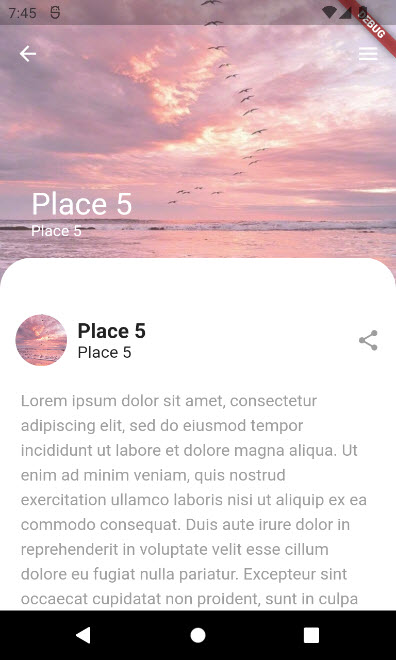 7:45
DEBUG
Place 5
Place 5
Place 5
Place 5
Lorem ipsum dolor sit amet, consectetur
adipiscing elit, sed do eiusmod tempor
incididunt ut labore et dolore magna aliqua. Ut
enim ad minim veniam, quis nostrud
exercitation ullamco laboris nisi ut aliquip ex ea
commodo consequat. Duis aute irure dolor in
reprehenderit in voluptate velit esse cillum
dolore eu fugiat nulla pariatur. Excepteur sint
occaecat cupidatat non proident, sunt in culpa